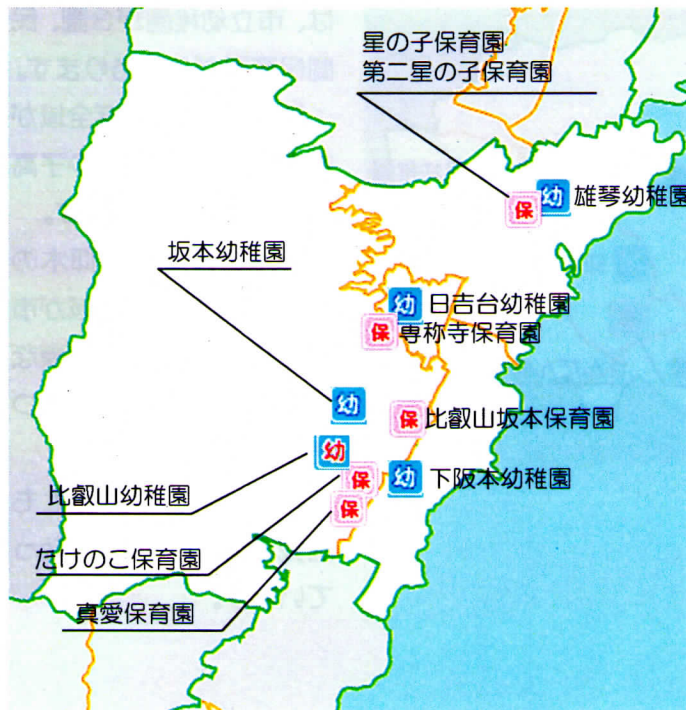 星の子保育園
第二星の子保育園
幼
雄琴幼稚園
保
坂本幼稚園
幼
日吉台幼稚園
保
専称寺保育園
幼
保
比叡山坂本保育園
幼
比叡山幼稚園
保
幼
下阪本幼稚園
保
たけのこ保育園
真愛保育園